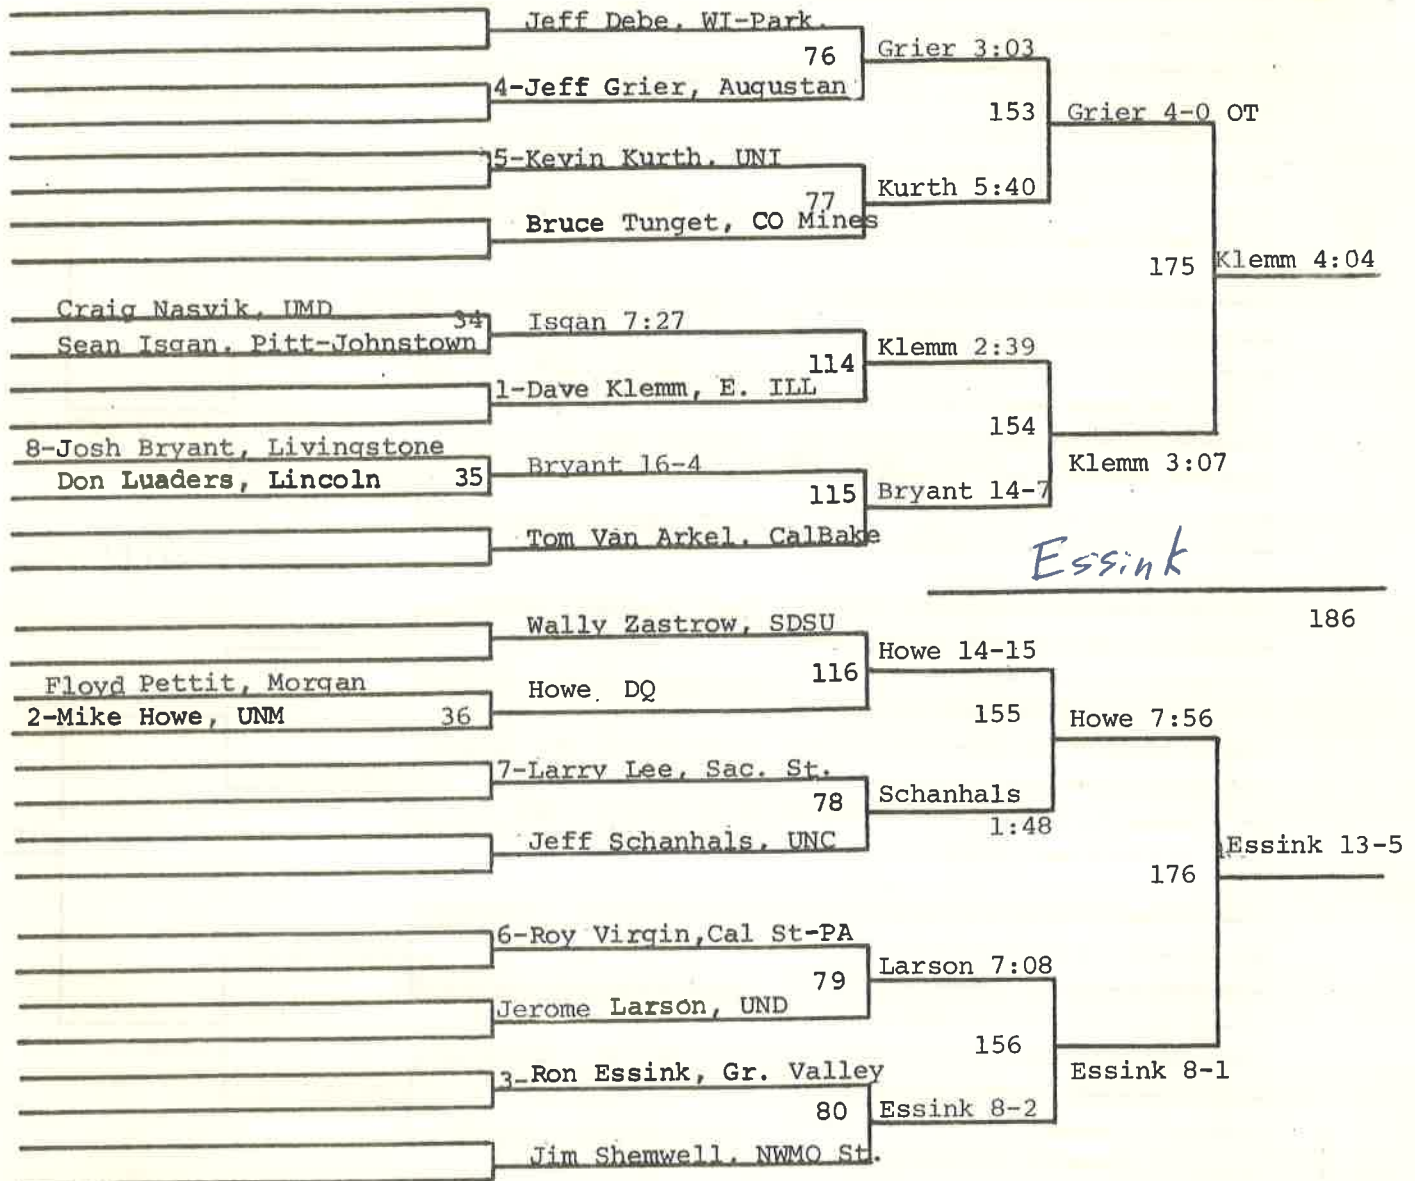 Jeff Debe, WI-Park.
76 Grier 3:03
4-Jeff Grier, Augustan
153 Grier 4-0 OT
5-Kevin Kurth, UNI
77 Kurth 5:40
Bruce Tunget, CO Mines
175 Klemm 4:04
Craig Nasvik, UMD 34 Isgan 7:27
Sean Isgan, Pitt-Johnstown
114 Klemm 2:39
1-Dave Klemm, E. ILL
154
8-Josh Bryant, Livingstone
Klemm 3:07
Don Luaders, Lincoln 35 Bryant 16-4
115 Bryant 14-7
Tom Van Arkel, CalBake
Essink
186
Wally Zastrow, SDSU
116 Howe 14-15
Floyd Pettit, Morgan
Howe DQ
2-Mike Howe, UNM 36
155 Howe 7:56
7-Larry Lee, Sac. St.
78 Schanhals
1:48
Jeff Schanhals, UNC
Essink 13-5
176
6-Roy Virgin,Cal St-PA
79 Larson 7:08
Jerome Larson, UND
156
Essink 8-1
3-Ron Essink, Gr. Valley
80 Essink 8-2
Jim Shemwell, NWMO St.